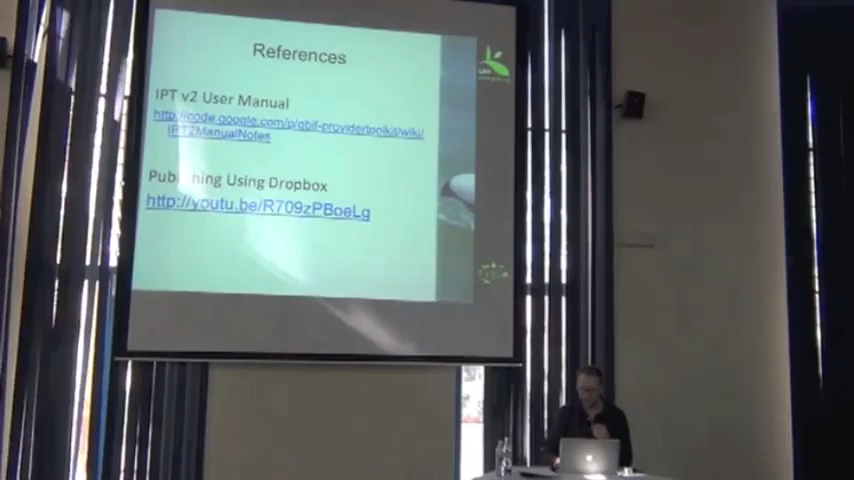 References
IPT v2 User Manual
http://code.google.com/p/gbif-providertoolkit/wiki/
IPT2ManualNotes
Publishing Using Dropbox
http://youtu.be/R709zPBoeLg